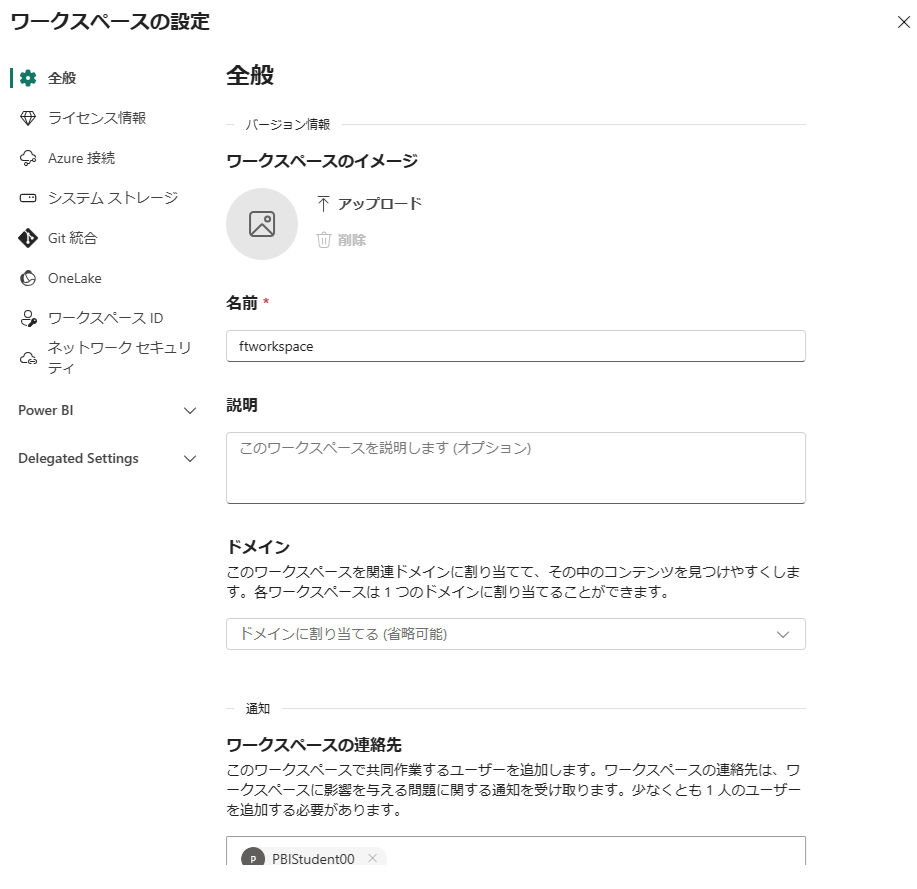 ワークスペースの設定
全般
ライセンス情報
Azure 接続
システム ストレージ
Git 統合
OneLake
ワークスペース ID
ネットワーク セキュリ
ティ
Power BI
Delegated Settings
全般
バージョン情報
ワークスペースのイメージ
アップロード
削除
名前 *
ftworkspace
説明
このワークスペースを説明します (オプション)
ドメイン
このワークスペースを関連ドメインに割り当てて、その中のコンテンツを見つけやすくしま
す。各ワークスペースは 1 つのドメインに割り当てることができます。
ドメインに割り当てる (省略可能)
通知
ワークスペースの連絡先
このワークスペースで共同作業するユーザーを追加します。ワークスペースの連絡先は、ワ
ークスペースに影響を与える問題に関する通知を受け取ります。少なくとも 1 人のユーザー
を追加する必要があります。
P PBIStudent00